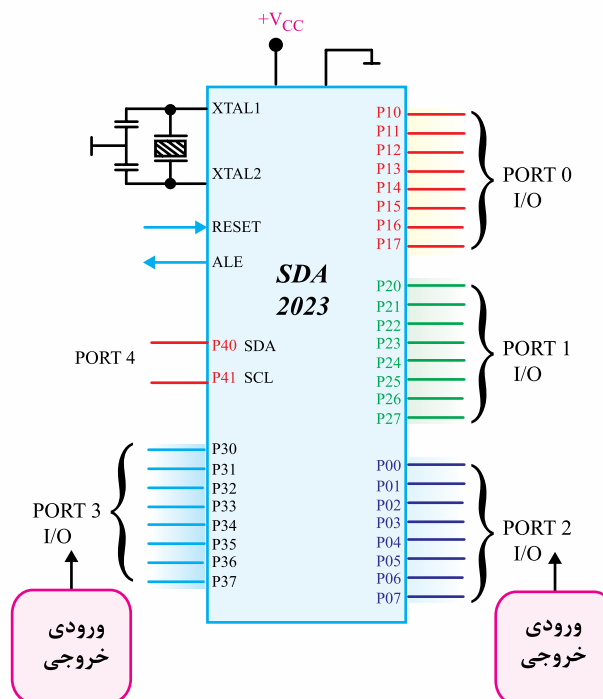 +VCC
XTAL1
XTAL2
RESET
ALE
SDA
2023
PORT 4
P40 SDA
P41 SCL
P30
P31
P32
P33
P34
P35
P36
P37
PORT 3
I/O
P10
P11
P12
P13
P14
P15
P16
P17
PORT 0
I/O
P20
P21
P22
P23
P24
P25
P26
P27
PORT 1
I/O
P00
P01
P02
P03
P04
P05
P06
P07
PORT 2
I/O
ورودی
خروجی
ورودی
خروجی